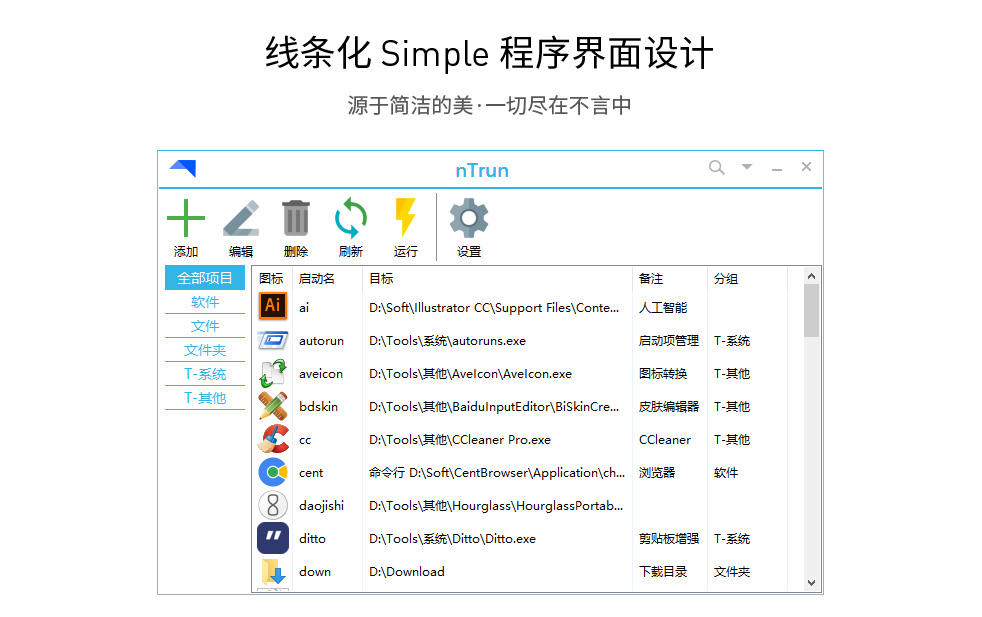 线条化 Simple 程序界面设计
源于简洁的美·一切尽在不言中
nTrun
添加 编辑 删除 刷新 运行 设置
全部项目
软件
文件
文件夹
T-系统
T-其他
图标 启动名 目标 备注 分组
Ai ai D:\Soft\Illustrator CC\Support Files\Conte... 人工智能
autorun D:\Tools\系统\autoruns.exe 启动项管理 T-系统
aveicon D:\Tools\其他\AveIcon\AveIcon.exe 图标转换 T-其他
bdskin D:\Tools\其他\BaiduInputEditor\BiSkinCre... 皮肤编辑器 T-其他
cc D:\Tools\其他\CCleaner Pro.exe CCleaner T-其他
cent 命令行 D:\Soft\CentBrowser\Application\ch... 浏览器 软件
8 daojishi D:\Tools\其他\Hourglass\HourglassPortab...
ditto D:\Tools\系统\Ditto\Ditto.exe 剪贴板增强 T-系统
down D:\Download 下载目录 文件夹